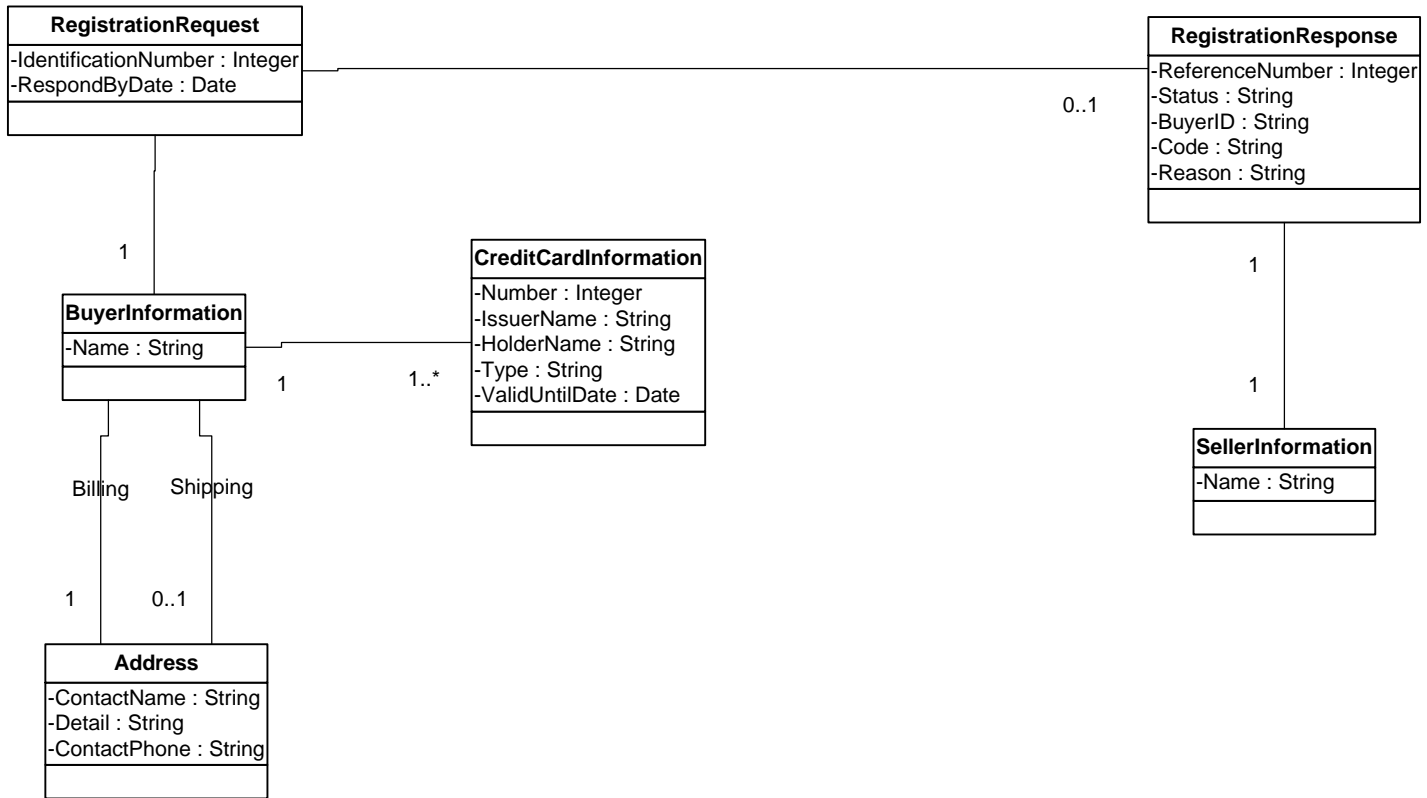 RegistrationRequest
-IdentificationNumber : Integer
-RespondByDate : Date
RegistrationResponse
-ReferenceNumber : Integer
-Status : String
-BuyerID : String
-Code : String
-Reason : String
0..1
1
BuyerInformation
-Name : String
1
1..*
CreditCardInformation
-Number : Integer
-IssuerName : String
-HolderName : String
-Type : String
-ValidUntilDate : Date
1
1
SellerInformation
-Name : String
Billing
Shipping
1
0..1
Address
-ContactName : String
-Detail : String
-ContactPhone : String